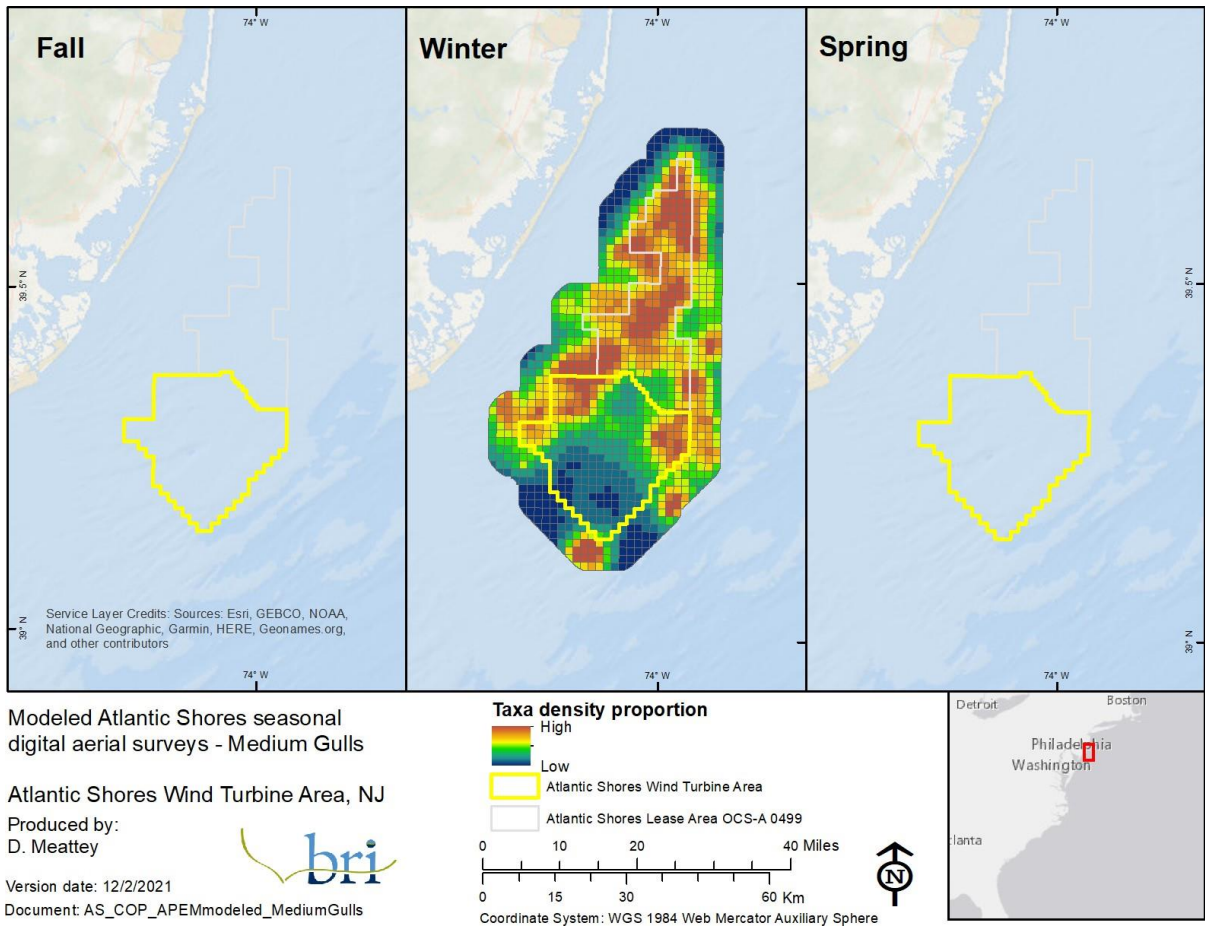 Fall
Winter
Spring
74° W
74° W
74° W
39.5° N
39.5° N
39° N
39° N
Service Layer Credits: Sources: Esri, GEBCO, NOAA,
National Geographic, Garmin, HERE, Geonames.org,
and other contributors
74° W
74° W
74° W
Modeled Atlantic Shores seasonal
digital aerial surveys - Medium Gulls
Atlantic Shores Wind Turbine Area, NJ
Produced by:
D. Meattey
bri
Version date: 12/2/2021
Document: AS_COP_APEMmodeled_MediumGulls
Taxa density proportion
High
Low
Atlantic Shores Wind Turbine Area
Atlantic Shores Lease Area OCS-A 0499
0 10 20 40 Miles
0 15 30 60 Km
Coordinate System: WGS 1984 Web Mercator Auxiliary Sphere
N
Detroit
Boston
Philadelphia
Washington
lanta